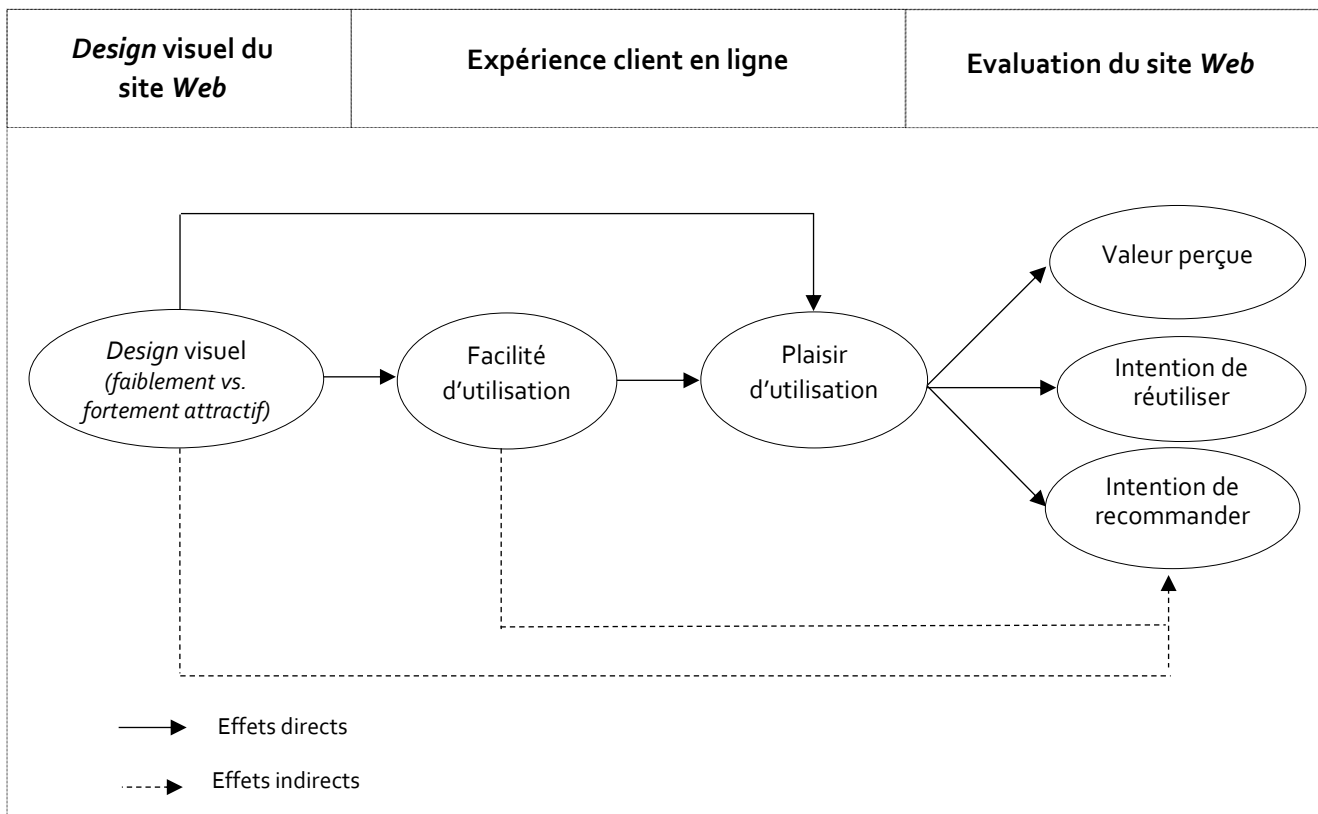 Design visuel du
site Web
Expérience client en ligne
Evaluation du site Web
Valeur perçue
Design visuel
(faiblement vs.
fortement attractif)
Facilité
d'utilisation
Plaisir
d'utilisation
Intention de
réutiliser
Intention de
recommander
Effets directs
Effets indirects